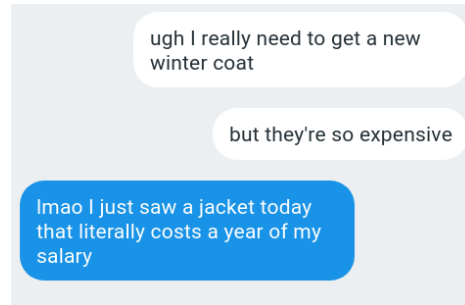 ugh I really need to get a new
winter coat
but they're so expensive
lmao I just saw a jacket today
that literally costs a year of my
salary